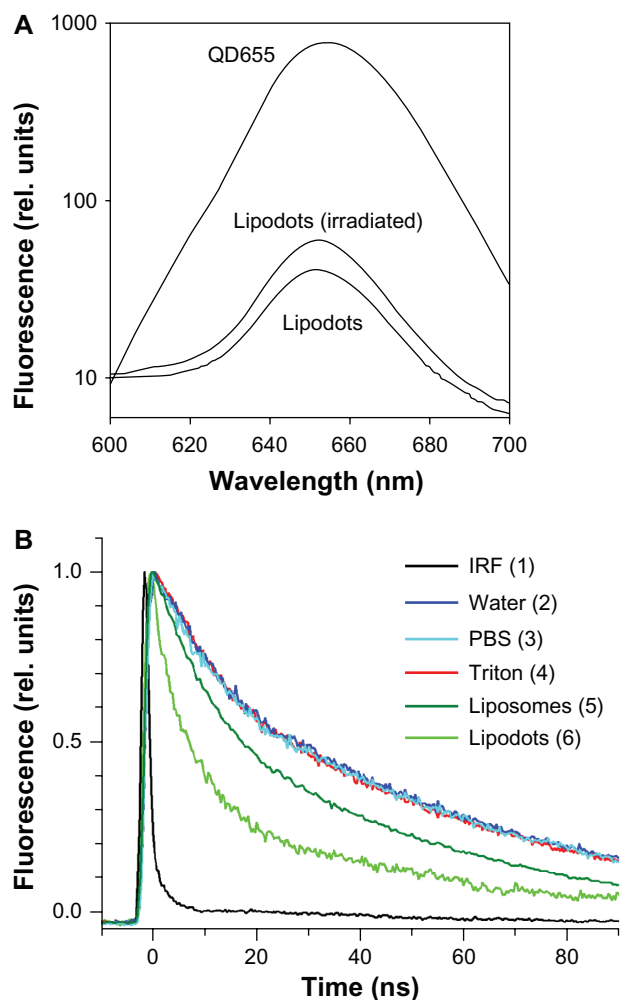 A
1000
100
10
Fluorescence (rel. units)
QD655
Lipodots (irradiated)
Lipodots
600 620 640 660 680 700
Wavelength (nm)
B
1.0
0.5
0.0
Fluorescence (rel. units)
IRF (1)
Water (2)
PBS (3)
Triton (4)
Liposomes (5)
Lipodots (6)
0 20 40 60 80
Time (ns)